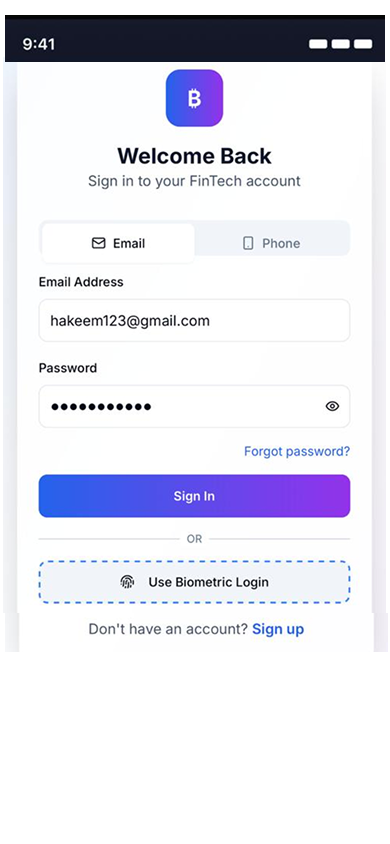 9:41
₿
Welcome Back
Sign in to your FinTech account
Email Phone
Email Address
hakeem123@gmail.com
Password
●●●●●●●●●●●
Forgot password?
Sign In
OR
Use Biometric Login
Don't have an account? Sign up